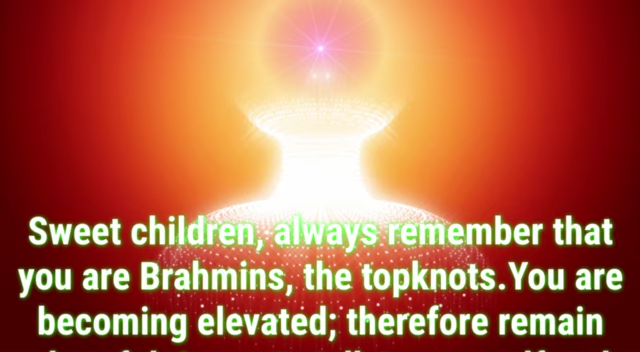 Sweet children, always remember that
you are Brahmins, the topknots.You are
becoming elevated; therefore remain